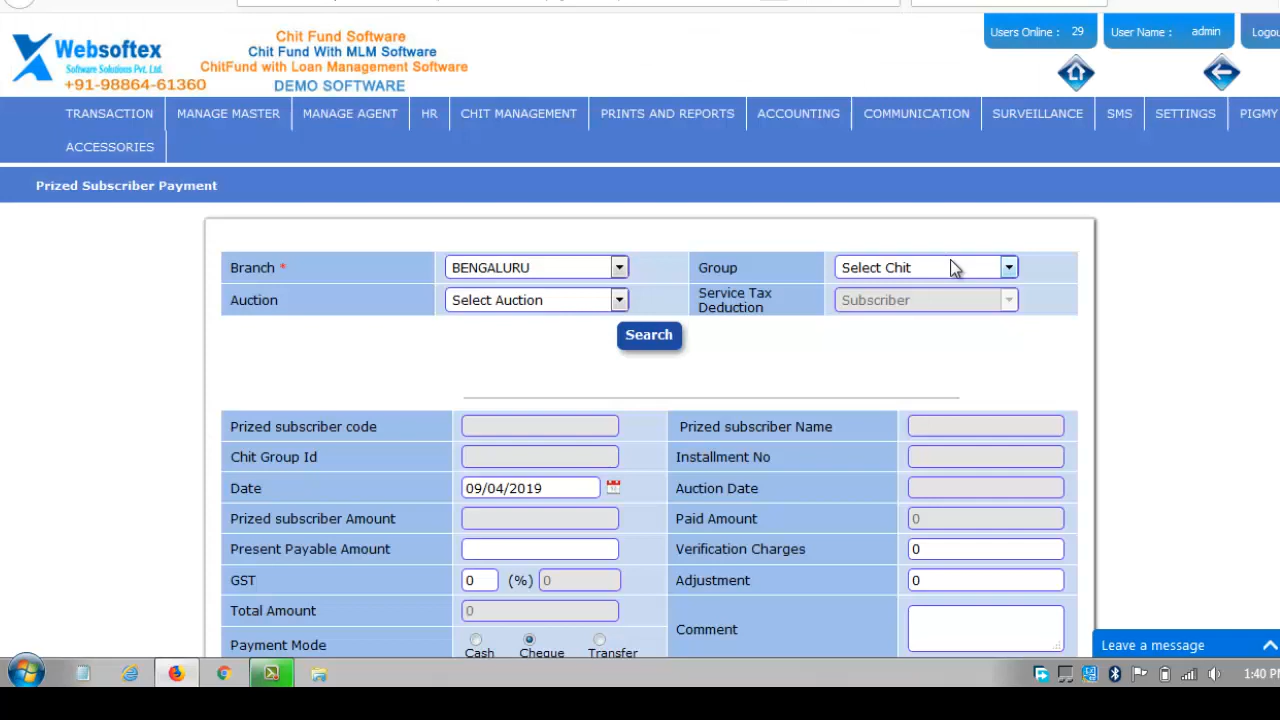 Websoftex
Software Solutions Pvt. Ltd.
+91-98864-61360
Chit Fund Software
Chit Fund With MLM Software
ChitFund with Loan Management Software
DEMO SOFTWARE
Users Online : 29
User Name : admin
Logou
TRANSACTION MANAGE MASTER MANAGE AGENT HR CHIT MANAGEMENT PRINTS AND REPORTS ACCOUNTING COMMUNICATION SURVEILLANCE SMS SETTINGS PIGMY
ACCESSORIES
Prized Subscriber Payment
Branch * BENGALURU Group Select Chit
Auction Select Auction Service Tax Deduction Subscriber
Search
Prized subscriber code Prized subscriber Name
Chit Group Id Installment No
Date 09/04/2019 Auction Date
Prized subscriber Amount Paid Amount 0
Present Payable Amount Verification Charges 0
GST 0 (%) 0 Adjustment 0
Total Amount 0 Comment
Payment Mode Cash Cheque Transfer
Leave a message
1:40 PM